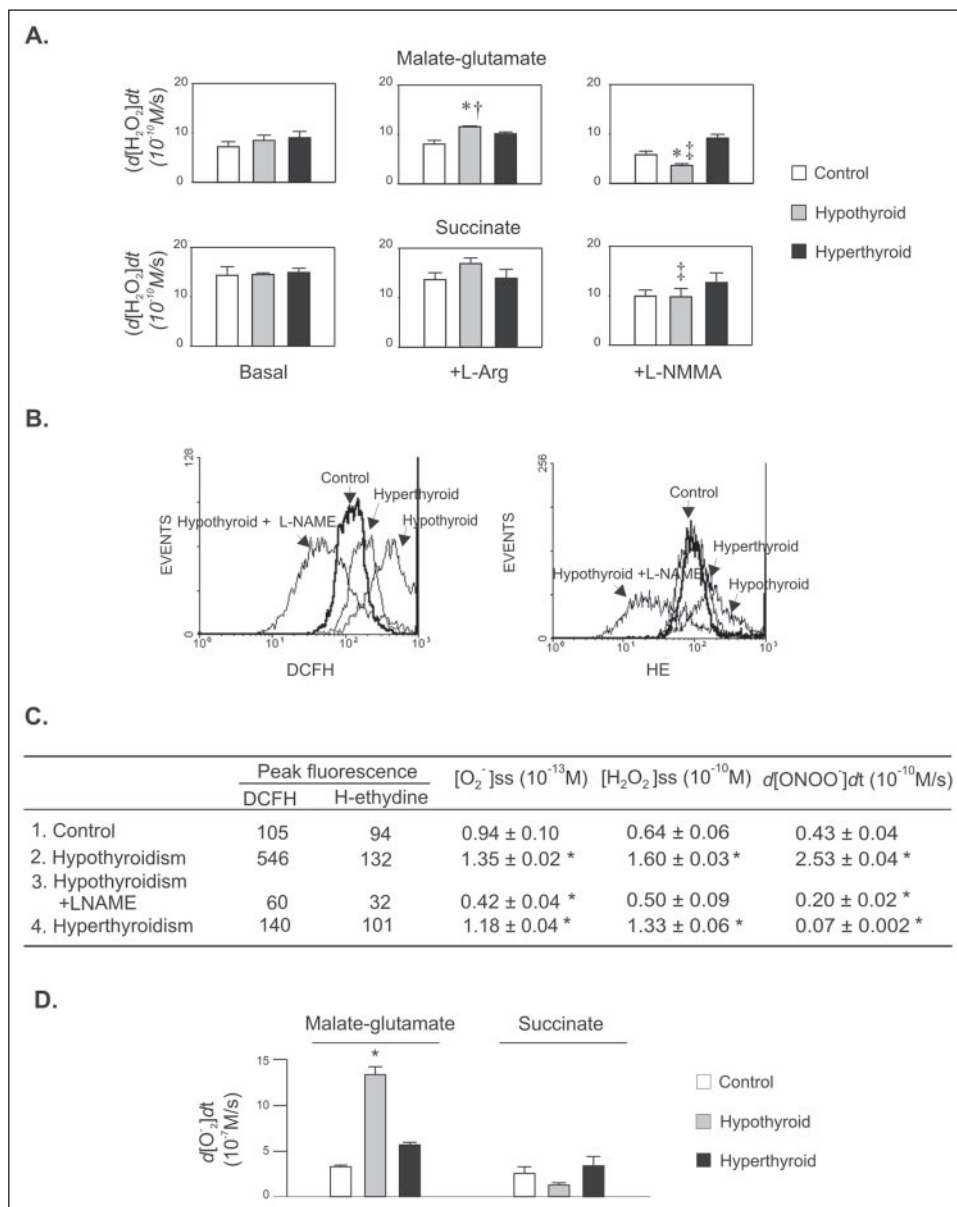 A.
Malate-glutamate
(d[H₂O₂]dt (10⁻¹⁰M/s)
20
10
0
20
10
0
* †
20
10
0
* ‡
Control
Hypothyroid
Hyperthyroid
Succinate
(d[H₂O₂]dt (10⁻¹⁰M/s)
20
10
0
20
10
0
20
10
0
‡
Basal
+L-Arg
+L-NMMA
B.
128
EVENTS
0
Control
Hyperthyroid
Hypothyroid + L-NAME
Hypothyroid
10⁰ 10¹ 10² 10³
DCFH
256
EVENTS
0
Control
Hyperthyroid
Hypothyroid +L-NAME
Hypothyroid
10⁰ 10¹ 10² 10³
HE
C.
Peak fluorescence [O₂⁻]ss (10⁻¹³M) [H₂O₂]ss (10⁻¹⁰M) d[ONOO⁻]dt (10⁻¹⁰M/s)
DCFH H-ethydine
1. Control 105 94 0.94 ± 0.10 0.64 ± 0.06 0.43 ± 0.04
2. Hypothyroidism 546 132 1.35 ± 0.02 * 1.60 ± 0.03 * 2.53 ± 0.04 *
3. Hypothyroidism
+LNAME 60 32 0.42 ± 0.04 * 0.50 ± 0.09 0.20 ± 0.02 *
4. Hyperthyroidism 140 101 1.18 ± 0.04 * 1.33 ± 0.06 * 0.07 ± 0.002 *
D.
Malate-glutamate Succinate
d[O₂⁻]dt
(10⁻⁷M/s)
15
10
5
0
*
Control
Hypothyroid
Hyperthyroid